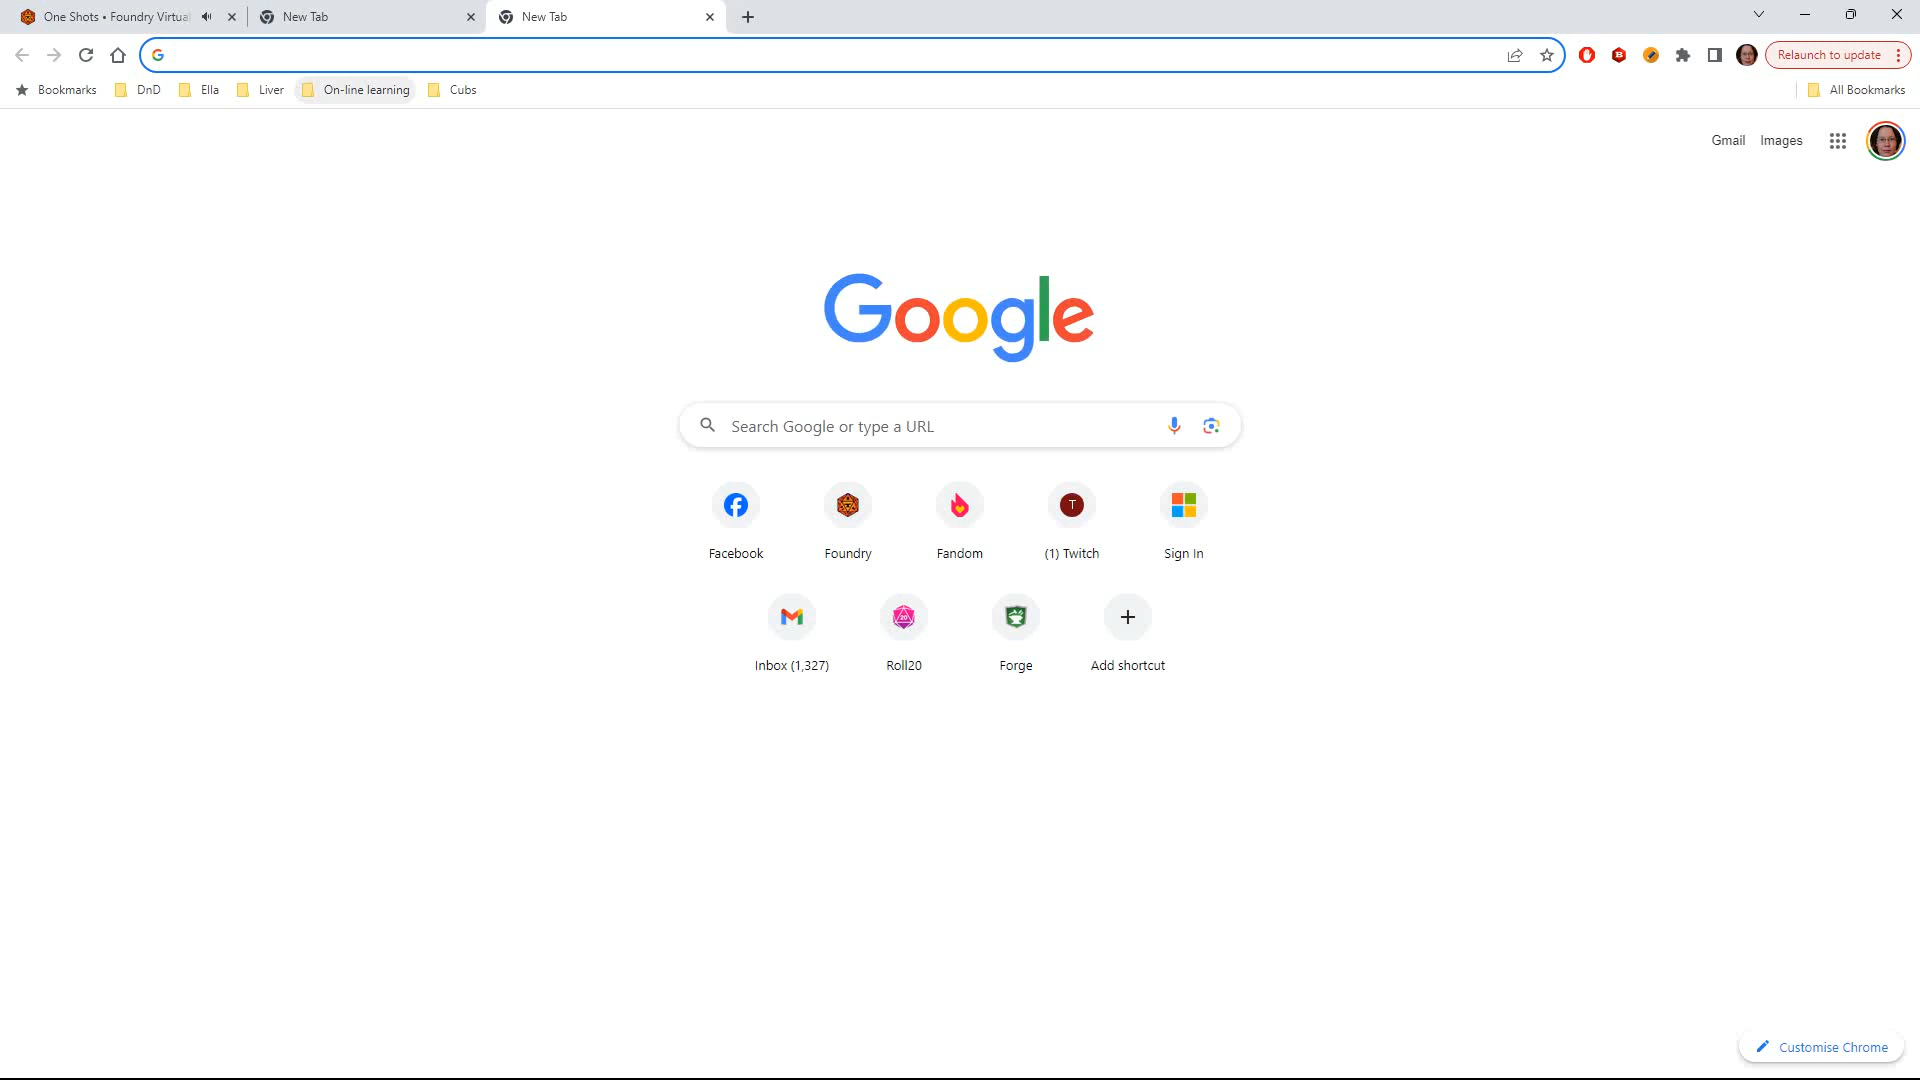 One Shots • Foundry Virtual
New Tab
New Tab
Relaunch to update
Bookmarks
DnD
Ella
Liver
On-line learning
Cubs
All Bookmarks
Gmail
Images
Google
Search Google or type a URL
T
Facebook
Foundry
Fandom
(1) Twitch
Sign In
20
Inbox (1,327)
Roll20
Forge
Add shortcut
Customise Chrome